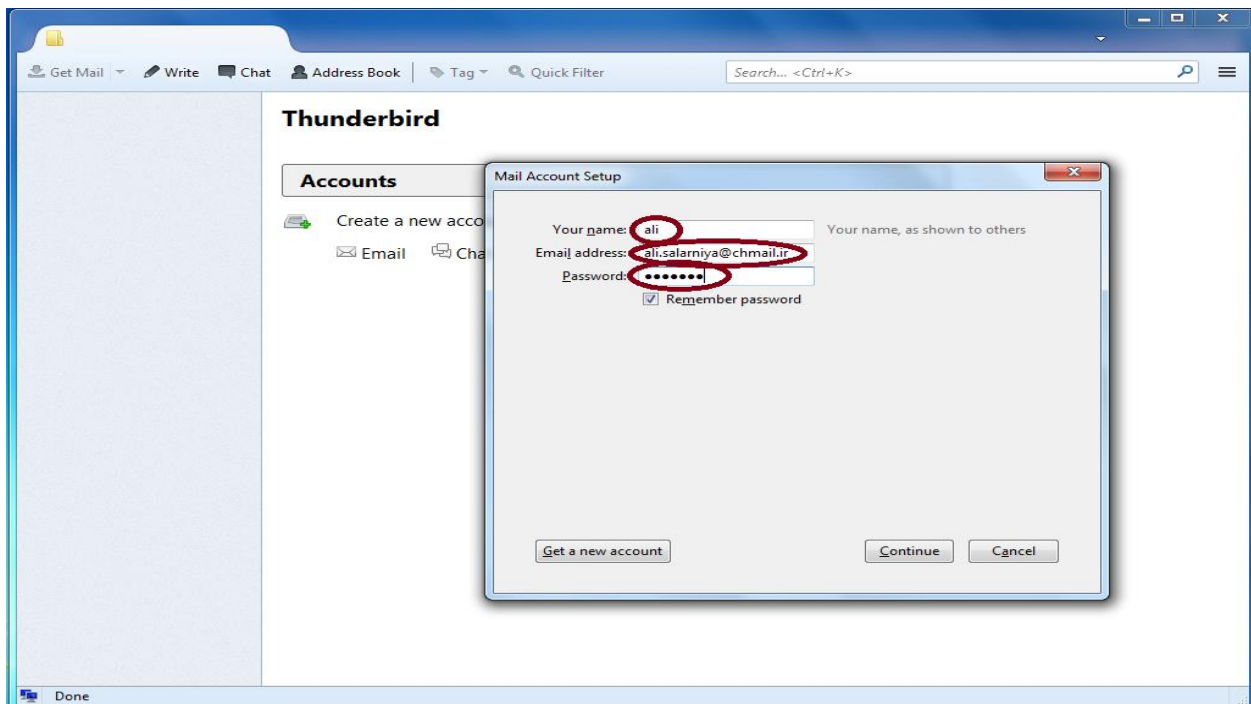 Get Mail Write Chat Address Book Tag Quick Filter Search... <Ctrl+K>
Thunderbird
Accounts
Create a new acco
Email Cha
Mail Account Setup
Your name: ali Your name, as shown to others
Email address: ali.salarniya@chmail.ir
Password: •••••••
Remember password
Get a new account Continue Cancel
Done